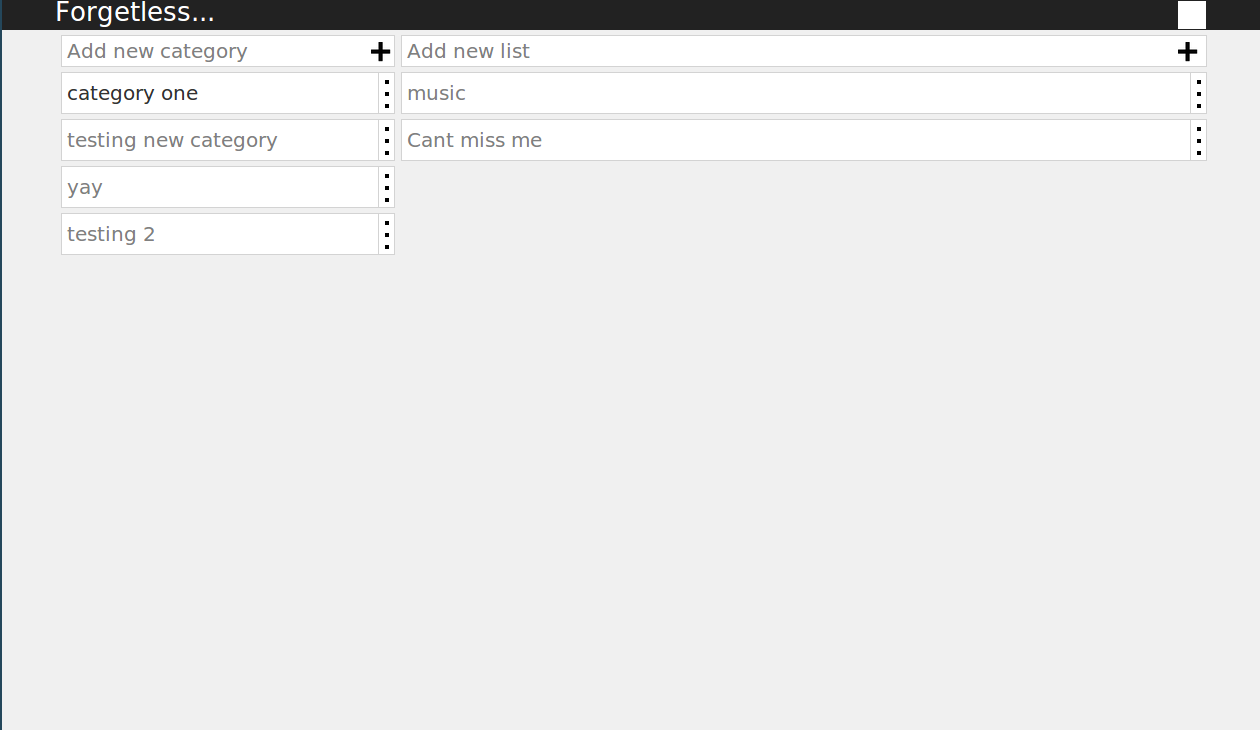 Forgetless...
Add new category
Add new list
category one
music
testing new category
Cant miss me
yay
testing 2